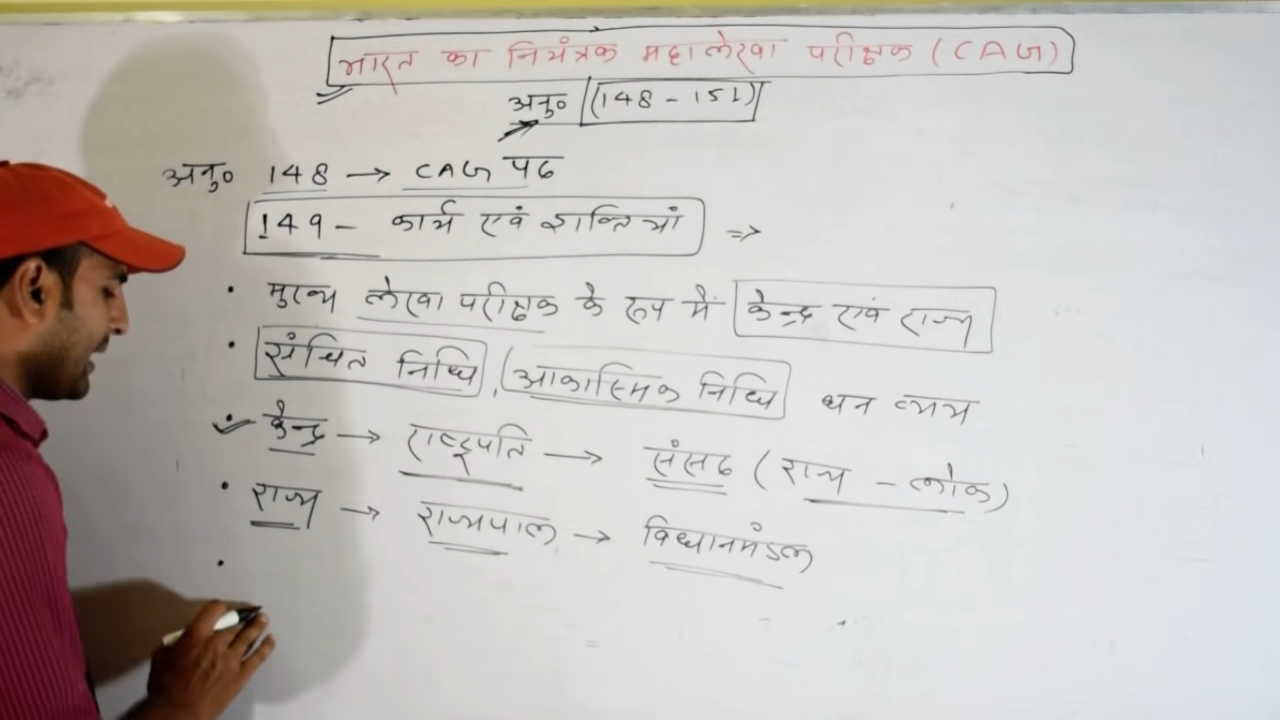 भारत का नियंत्रक महालेखा परीक्षक (CAG)
अनु० (148-151)
अनु० 148 → CAG पद
149 - कार्य एवं शक्तियां ⇒
• मुख्य लेखा परीक्षक के रूप में केन्द्र एवं राज्य
• संचित निधि, आकास्मिक निधि धन व्यय
• केन्द्र → राष्ट्रपति → संसद (राज्य - लोक)
• राज्य → राज्यपाल → विधानमंडल
•